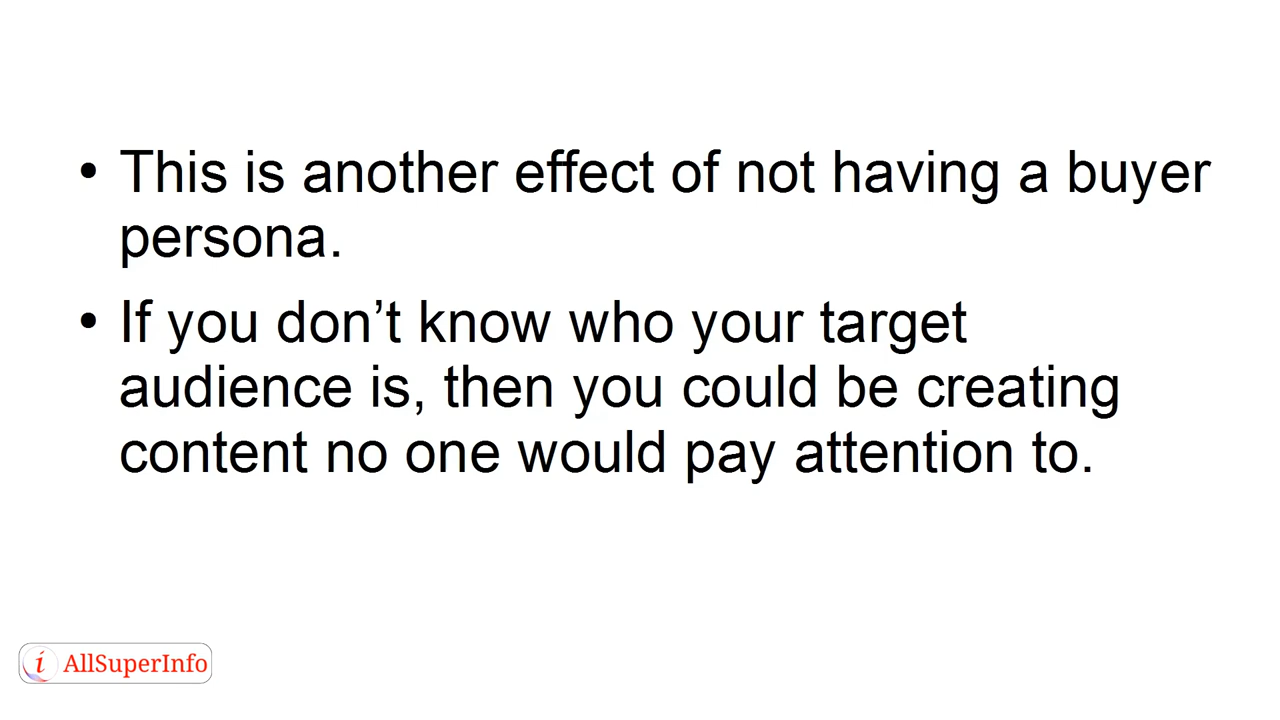 • This is another effect of not having a buyer
persona.
• If you don’t know who your target
audience is, then you could be creating
content no one would pay attention to.
i AllSuperInfo